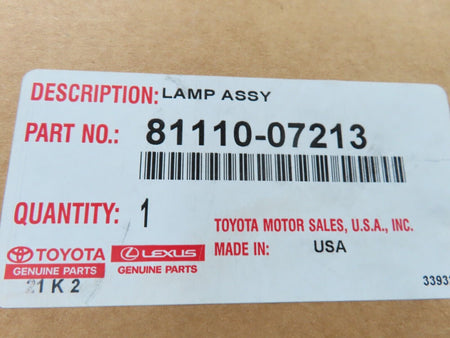 DESCRIPTION: LAMP ASSY
PART NO.: 81110-07213
QUANTITY: 1
TOYOTA MOTOR SALES, U.S.A., INC.
MADE IN: USA
TOYOTA
GENUINE PARTS
LEXUS
GENUINE PARTS
21 K 2